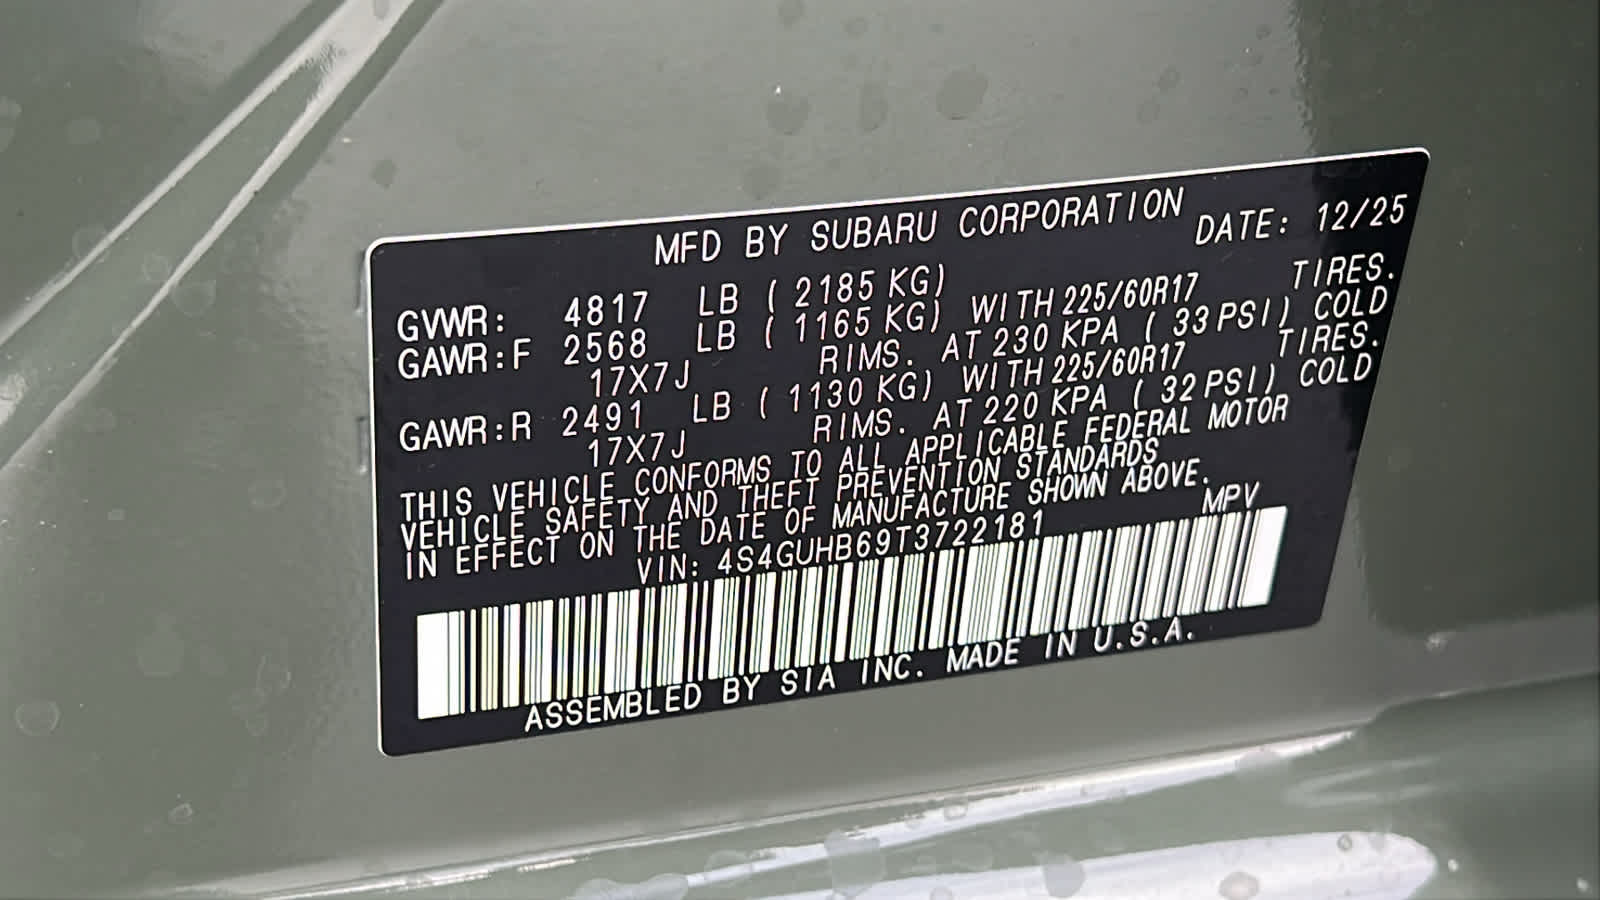 MFD BY SUBARU CORPORATION DATE: 12/25
GVWR: 4817 LB ( 2185 KG)
GAWR:F 2568 LB ( 1165 KG) WITH 225/60R17 TIRES.
17X7J RIMS. AT 230 KPA ( 33 PSI) COLD
GAWR:R 2491 LB ( 1130 KG) WITH 225/60R17 TIRES.
17X7J RIMS. AT 220 KPA ( 32 PSI) COLD
THIS VEHICLE CONFORMS TO ALL APPLICABLE FEDERAL MOTOR
VEHICLE SAFETY AND THEFT PREVENTION STANDARDS
IN EFFECT ON THE DATE OF MANUFACTURE SHOWN ABOVE.
VIN: 4S4GUHB69T3722181 MPV
ASSEMBLED BY SIA INC. MADE IN U.S.A.